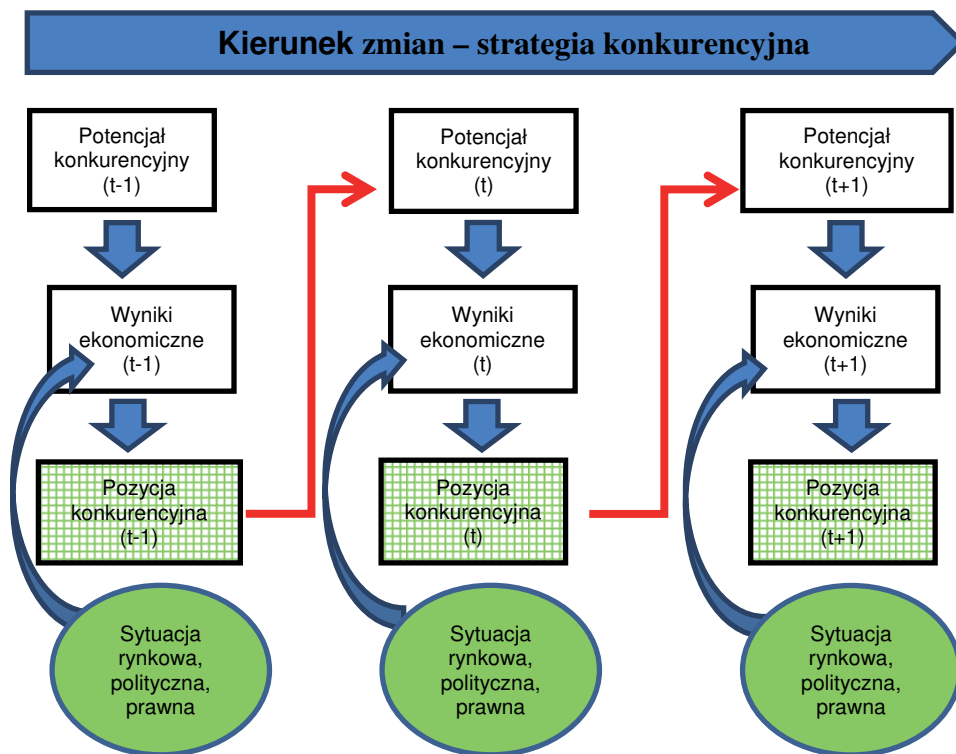 Kierunek zmian – strategia konkurencyjna
Potencjał
konkurencyjny
(t-1)
Potencjał
konkurencyjny
(t)
Potencjał
konkurencyjny
(t+1)
Wyniki
ekonomiczne
(t-1)
Wyniki
ekonomiczne
(t)
Wyniki
ekonomiczne
(t+1)
Pozycja
konkurencyjna
(t-1)
Pozycja
konkurencyjna
(t)
Pozycja
konkurencyjna
(t+1)
Sytuacja
rynkowa,
polityczna,
prawna
Sytuacja
rynkowa,
polityczna,
prawna
Sytuacja
rynkowa,
polityczna,
prawna